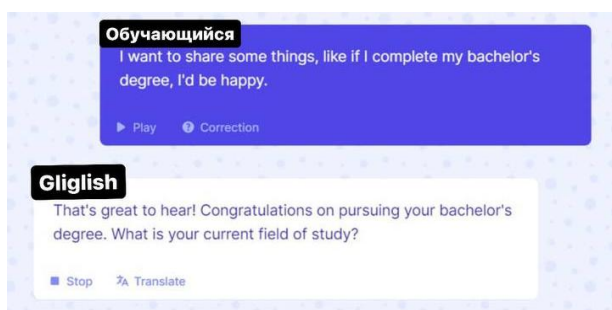 Обучающийся
I want to share some things, like if I complete my bachelor's
degree, I'd be happy.
Play Correction
Gliglish
That's great to hear! Congratulations on pursuing your bachelor's
degree. What is your current field of study?
Stop Translate